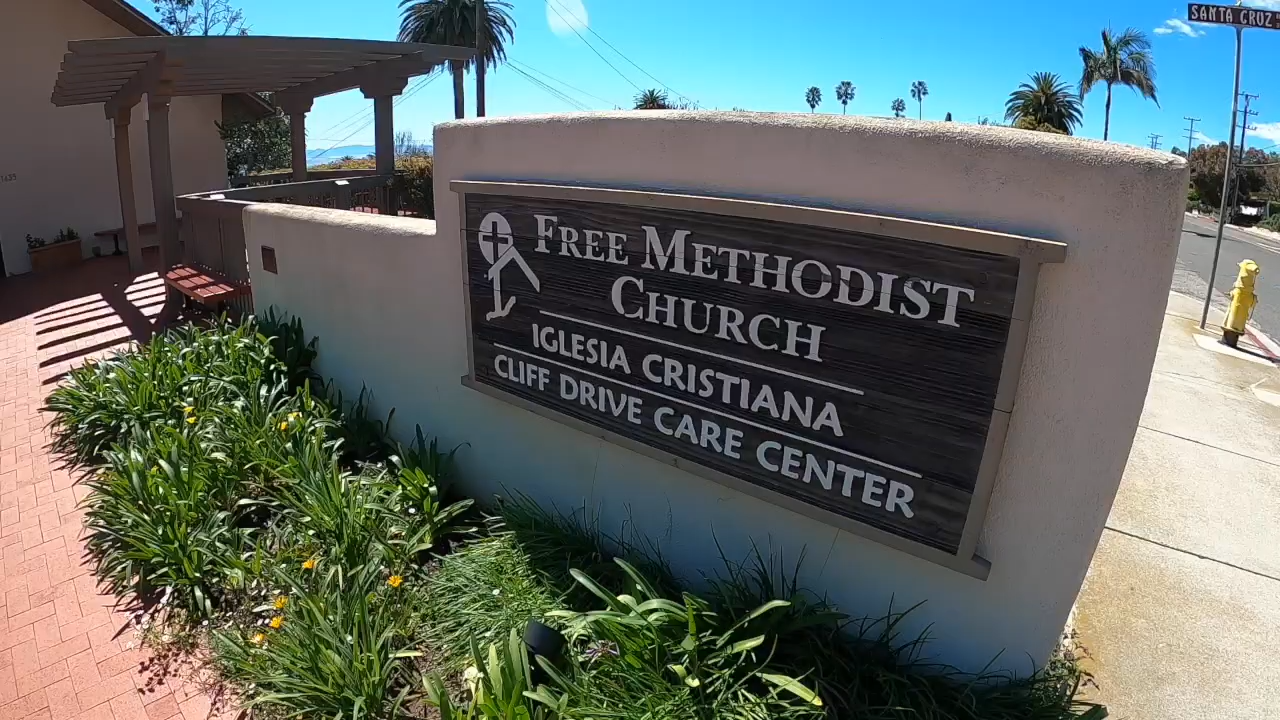 SANTA CRUZ
FREE METHODIST
CHURCH
IGLESIA CRISTIANA
CLIFF DRIVE CARE CENTER